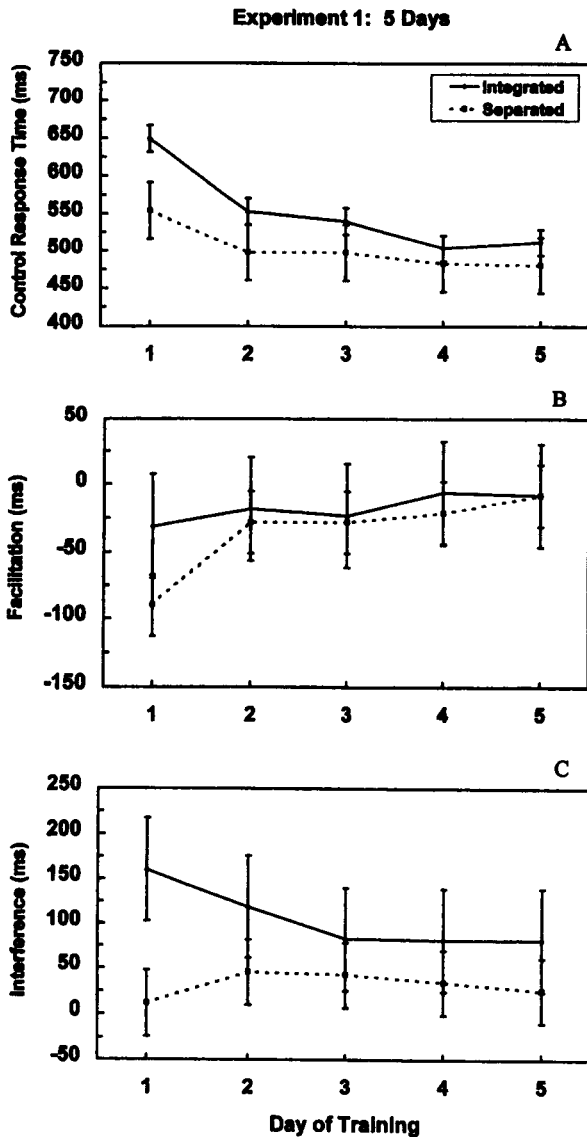 Experiment 1: 5 Days
A
Control Response Time (ms)
750
700
650
600
550
500
450
400
Integrated
Separated
1 2 3 4 5
B
Facilitation (ms)
50
0
-50
-100
-150
1 2 3 4 5
C
Interference (ms)
250
200
150
100
50
0
-50
1 2 3 4 5
Day of Training